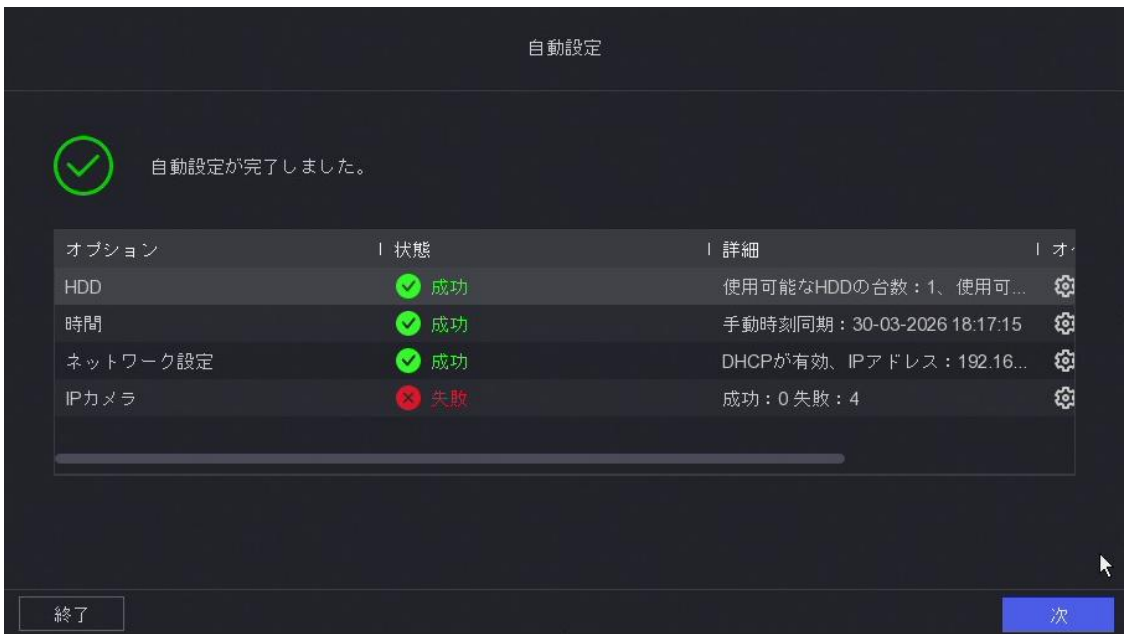 自動設定
自動設定が完了しました。
オプション 状態 詳細 オ
HDD 成功 使用可能なHDDの台数：1、使用可...
時間 成功 手動時刻同期：30-03-2026 18:17:15
ネットワーク設定 成功 DHCPが有効、IPアドレス：192.16...
IPカメラ 失敗 成功：0 失敗：4
終了 次